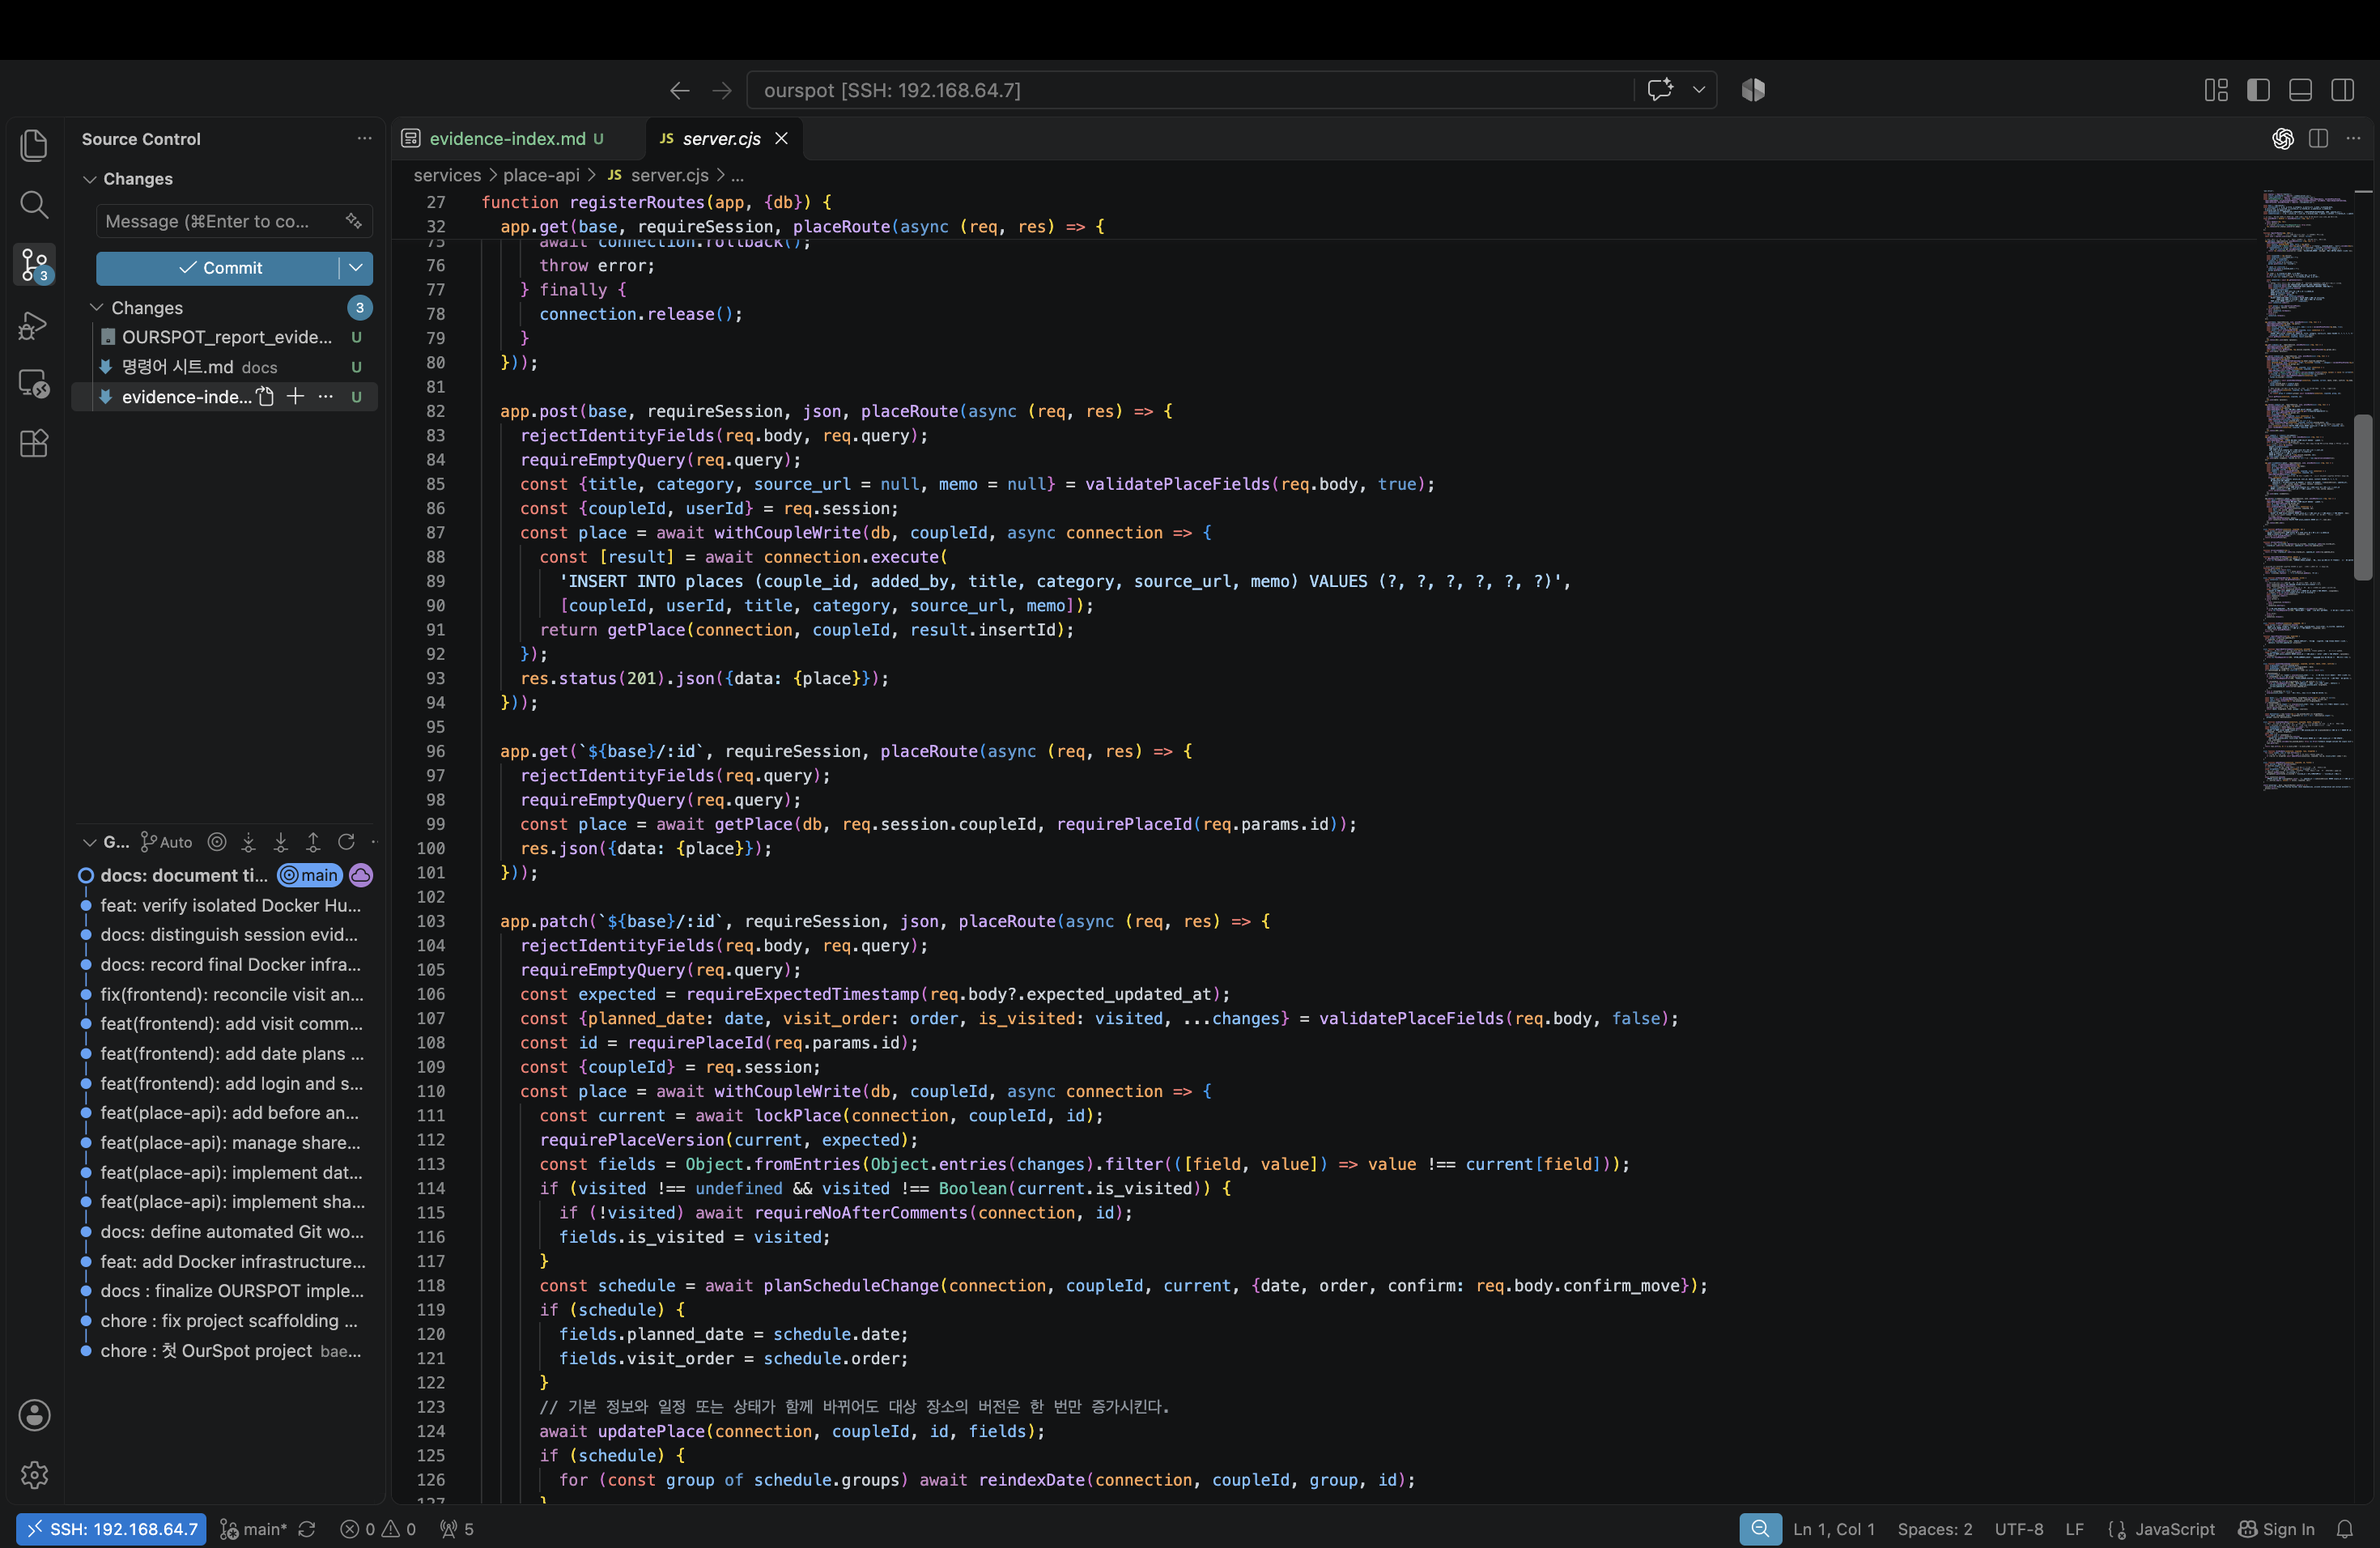 ourspot [SSH: 192.168.64.7]
Source Control
Changes
Message (⌘Enter to co...
Commit
Changes 3
OURSPOT_report_evide... U
명령어 시트.md docs U
evidence-inde... U
3
G... Auto
docs: document ti... main
feat: verify isolated Docker Hu...
docs: distinguish session evid...
docs: record final Docker infra...
fix(frontend): reconcile visit an...
feat(frontend): add visit comm...
feat(frontend): add date plans ...
feat(frontend): add login and s...
feat(place-api): add before an...
feat(place-api): manage share...
feat(place-api): implement dat...
feat(place-api): implement sha...
docs: define automated Git wo...
feat: add Docker infrastructure...
docs : finalize OURSPOT imple...
chore : fix project scaffolding ...
chore : 첫 OurSpot project bae...
evidence-index.md U
JS server.cjs
services > place-api > JS server.cjs > ...
27 function registerRoutes(app, {db}) {
32 app.get(base, requireSession, placeRoute(async (req, res) => {
75 await connection.rollback();
76 throw error;
77 } finally {
78 connection.release();
79 }
80 }));
81
82 app.post(base, requireSession, json, placeRoute(async (req, res) => {
83 rejectIdentityFields(req.body, req.query);
84 requireEmptyQuery(req.query);
85 const {title, category, source_url = null, memo = null} = validatePlaceFields(req.body, true);
86 const {coupleId, userId} = req.session;
87 const place = await withCoupleWrite(db, coupleId, async connection => {
88 const [result] = await connection.execute(
89 'INSERT INTO places (couple_id, added_by, title, category, source_url, memo) VALUES (?, ?, ?, ?, ?, ?)',
90 [coupleId, userId, title, category, source_url, memo]);
91 return getPlace(connection, coupleId, result.insertId);
92 });
93 res.status(201).json({data: {place}});
94 }));
95
96 app.get(`${base}/:id`, requireSession, placeRoute(async (req, res) => {
97 rejectIdentityFields(req.query);
98 requireEmptyQuery(req.query);
99 const place = await getPlace(db, req.session.coupleId, requirePlaceId(req.params.id));
100 res.json({data: {place}});
101 }));
102
103 app.patch(`${base}/:id`, requireSession, json, placeRoute(async (req, res) => {
104 rejectIdentityFields(req.body, req.query);
105 requireEmptyQuery(req.query);
106 const expected = requireExpectedTimestamp(req.body?.expected_updated_at);
107 const {planned_date: date, visit_order: order, is_visited: visited, ...changes} = validatePlaceFields(req.body, false);
108 const id = requirePlaceId(req.params.id);
109 const {coupleId} = req.session;
110 const place = await withCoupleWrite(db, coupleId, async connection => {
111 const current = await lockPlace(connection, coupleId, id);
112 requirePlaceVersion(current, expected);
113 const fields = Object.fromEntries(Object.entries(changes).filter(([field, value]) => value !== current[field]));
114 if (visited !== undefined && visited !== Boolean(current.is_visited)) {
115 if (!visited) await requireNoAfterComments(connection, id);
116 fields.is_visited = visited;
117 }
118 const schedule = await planScheduleChange(connection, coupleId, current, {date, order, confirm: req.body.confirm_move});
119 if (schedule) {
120 fields.planned_date = schedule.date;
121 fields.visit_order = schedule.order;
122 }
123 // 기본 정보와 일정 또는 상태가 함께 바뀌어도 대상 장소의 버전은 한 번만 증가시킨다.
124 await updatePlace(connection, coupleId, id, fields);
125 if (schedule) {
126 for (const group of schedule.groups) await reindexDate(connection, coupleId, group, id);
127 }
SSH: 192.168.64.7 main* 0 0 5
Ln 1, Col 1 Spaces: 2 UTF-8 LF JavaScript Sign In